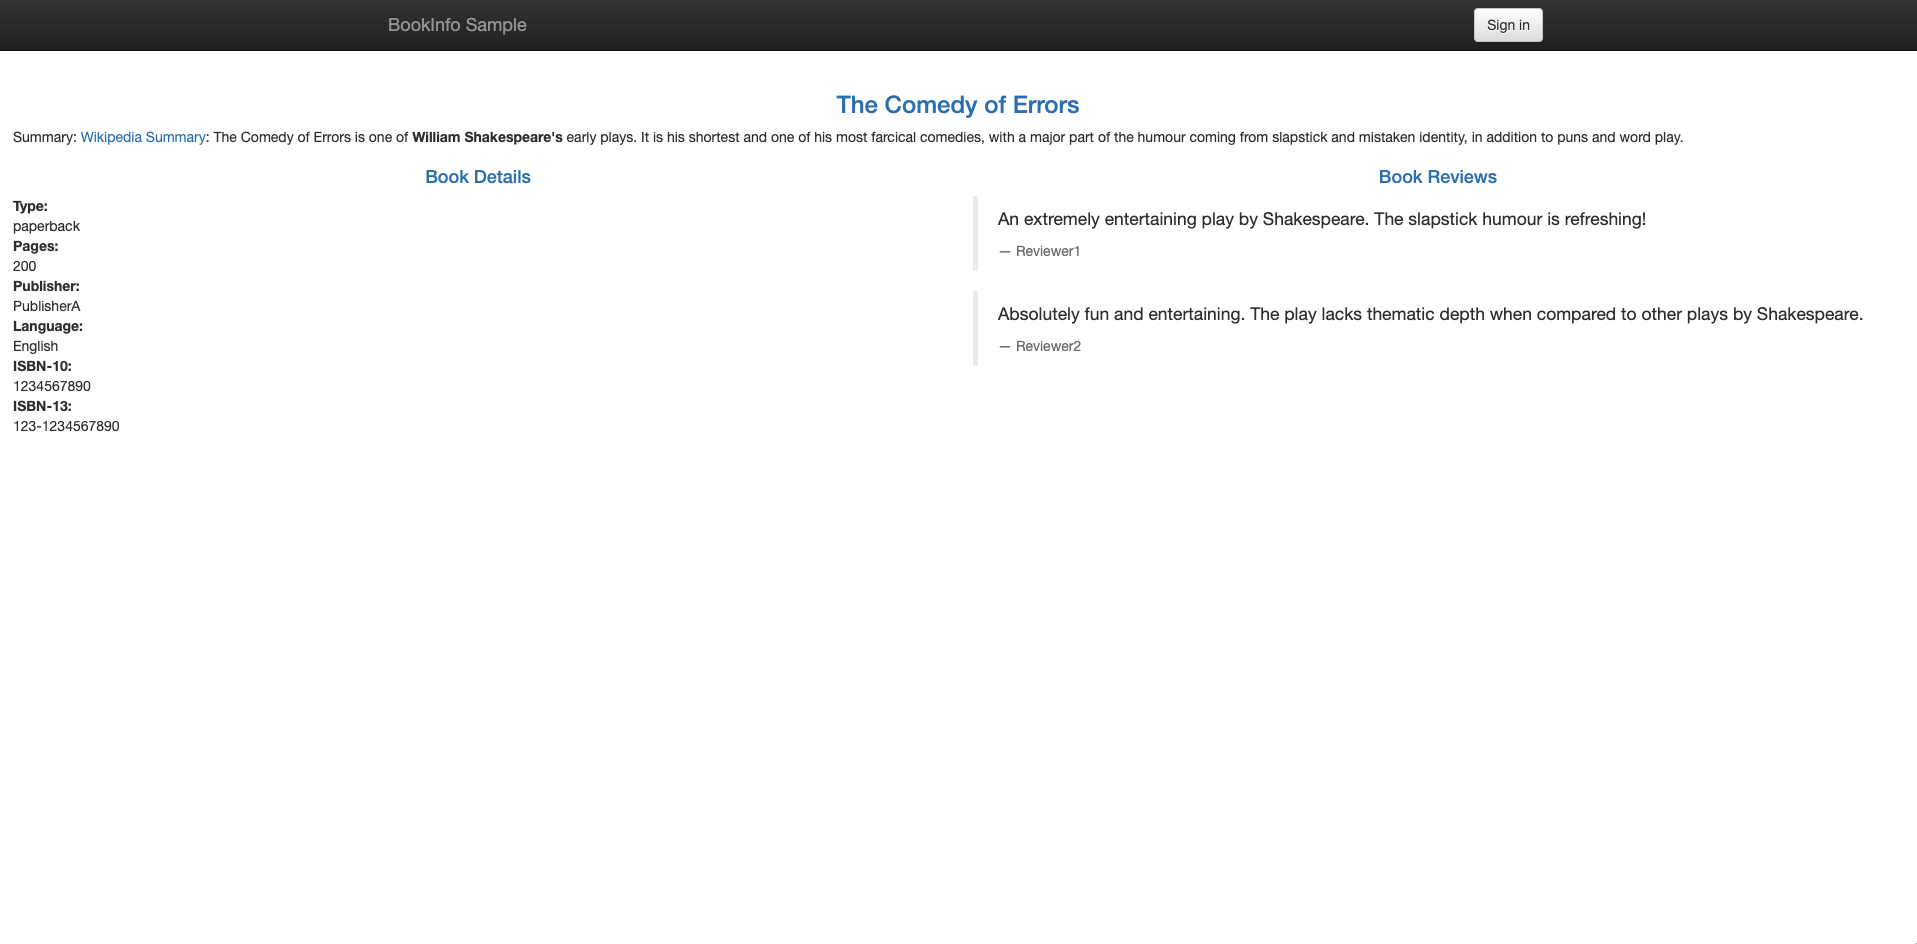 BookInfo Sample
Sign in
The Comedy of Errors
Summary: Wikipedia Summary: The Comedy of Errors is one of William Shakespeare's early plays. It is his shortest and one of his most farcical comedies, with a major part of the humour coming from slapstick and mistaken identity, in addition to puns and word play.
Book Details
Type:
paperback
Pages:
200
Publisher:
PublisherA
Language:
English
ISBN-10:
1234567890
ISBN-13:
123-1234567890
Book Reviews
An extremely entertaining play by Shakespeare. The slapstick humour is refreshing!
— Reviewer1
Absolutely fun and entertaining. The play lacks thematic depth when compared to other plays by Shakespeare.
— Reviewer2